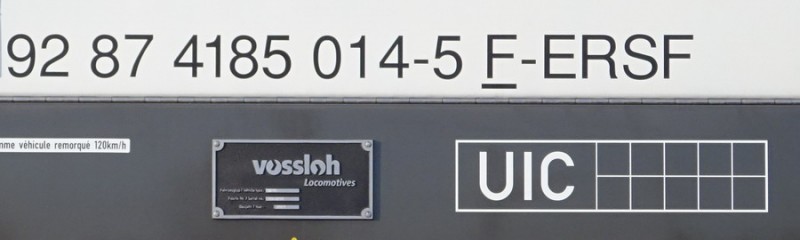 92 87 4185 014-5 F-ERSF
mme véhicule remorqué 120km/h
vossloh
Locomotives
UIC